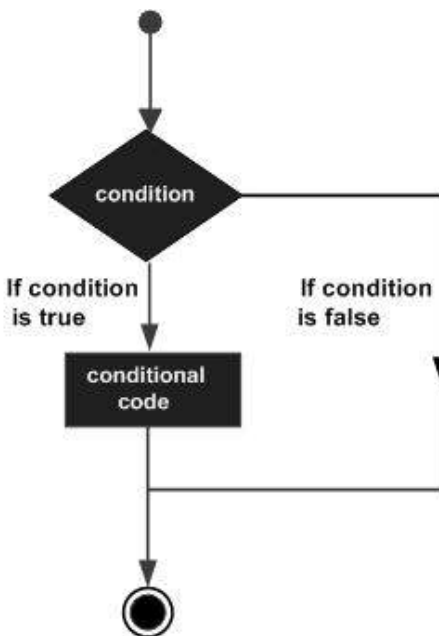 condition
If condition
is true
If condition
is false
conditional
code